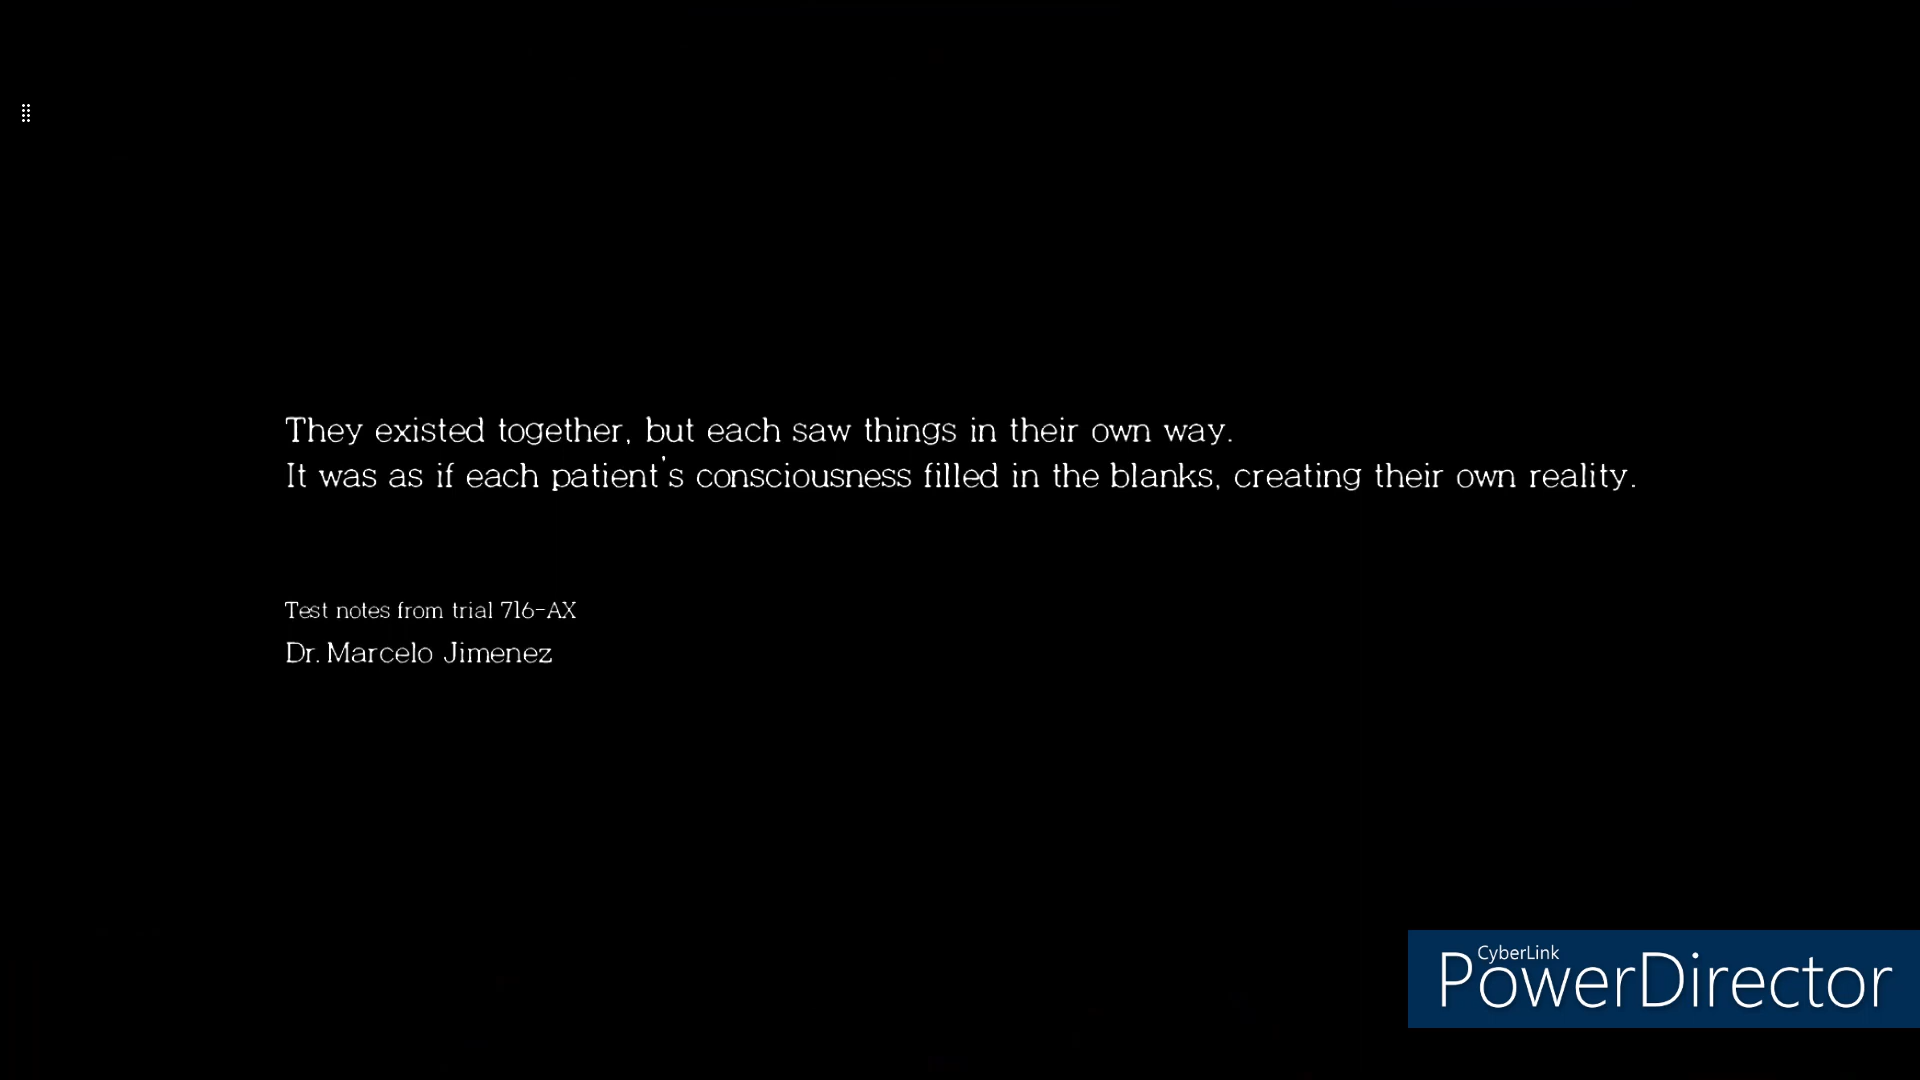 They existed together, but each saw things in their own way.
It was as if each patient's consciousness filled in the blanks, creating their own reality.
Test notes from trial 716-AX
Dr. Marcelo Jimenez
CyberLink
PowerDirector